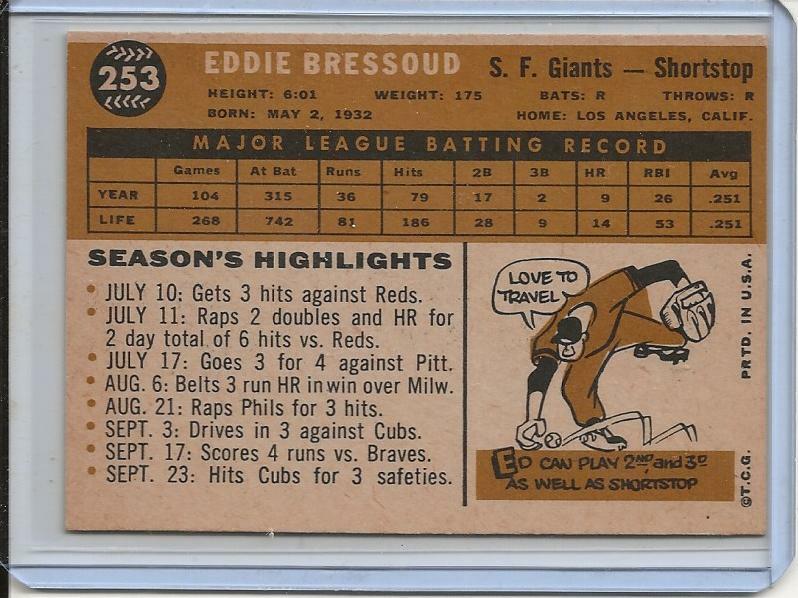 253
EDDIE BRESSOUD S. F. Giants — Shortstop
HEIGHT: 6:01 WEIGHT: 175 BATS: R THROWS: R
BORN: MAY 2, 1932 HOME: LOS ANGELES, CALIF.
MAJOR LEAGUE BATTING RECORD
Games At Bat Runs Hits 2B 3B HR RBI Avg
YEAR 104 315 36 79 17 2 9 26 .251
LIFE 268 742 81 186 28 9 14 53 .251
SEASON'S HIGHLIGHTS
• JULY 10: Gets 3 hits against Reds.
• JULY 11: Raps 2 doubles and HR for
2 day total of 6 hits vs. Reds.
• JULY 17: Goes 3 for 4 against Pitt.
• AUG. 6: Belts 3 run HR in win over Milw.
• AUG. 21: Raps Phils for 3 hits.
• SEPT. 3: Drives in 3 against Cubs.
• SEPT. 17: Scores 4 runs vs. Braves.
• SEPT. 23: Hits Cubs for 3 safeties.
LOVE TO
TRAVEL
ED CAN PLAY 2ND and 3D
AS WELL AS SHORTSTOP
©T.C.G. PRTD. IN U.S.A.